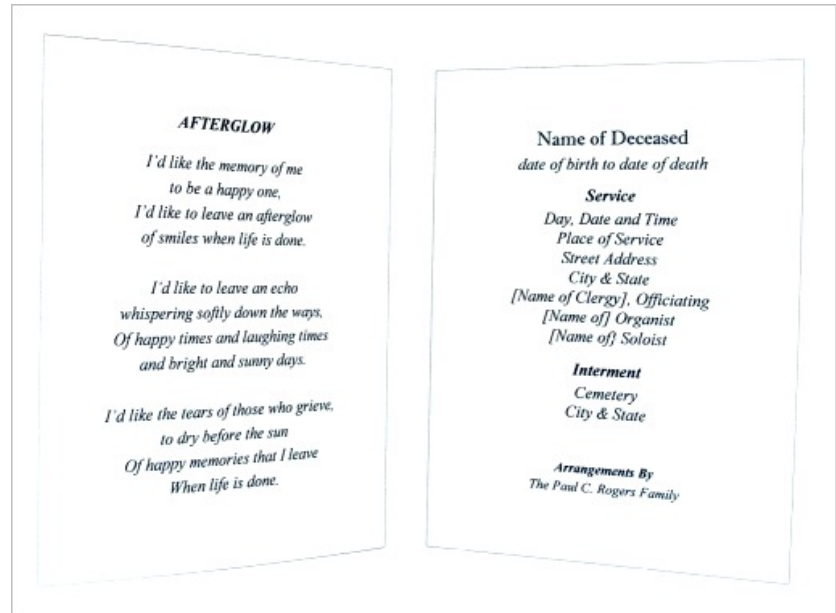 AFTERGLOW
I'd like the memory of me
to be a happy one,
I'd like to leave an afterglow
of smiles when life is done.
I'd like to leave an echo
whispering softly down the ways,
Of happy times and laughing times
and bright and sunny days.
I'd like the tears of those who grieve,
to dry before the sun
Of happy memories that I leave
When life is done.
Name of Deceased
date of birth to date of death
Service
Day, Date and Time
Place of Service
Street Address
City & State
[Name of Clergy], Officiating
[Name of] Organist
[Name of] Soloist
Interment
Cemetery
City & State
Arrangements By
The Paul C. Rogers Family